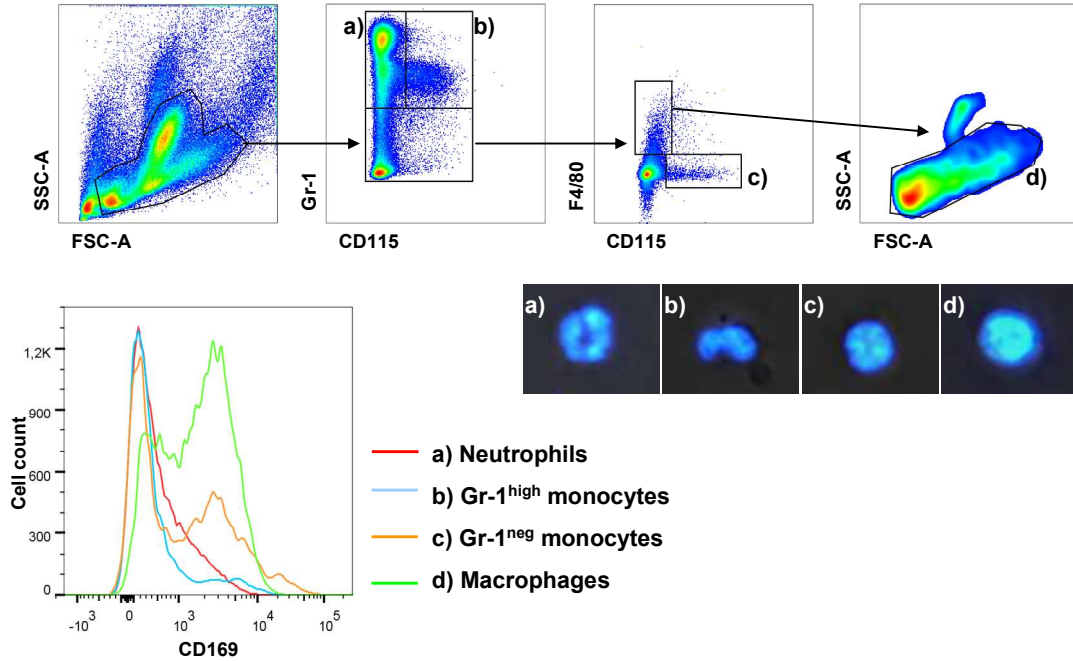 SSC-A
FSC-A
Gr-1
a)
b)
CD115
F4/80
c)
CD115
SSC-A
d)
FSC-A
Cell count
1,2K
900
600
300
0
-10³
0
10³
10⁴
10⁵
CD169
a)
b)
c)
d)
a) Neutrophils
b) Gr-1ʰⁱᵍʰ monocytes
c) Gr-1ⁿᵉᵍ monocytes
d) Macrophages